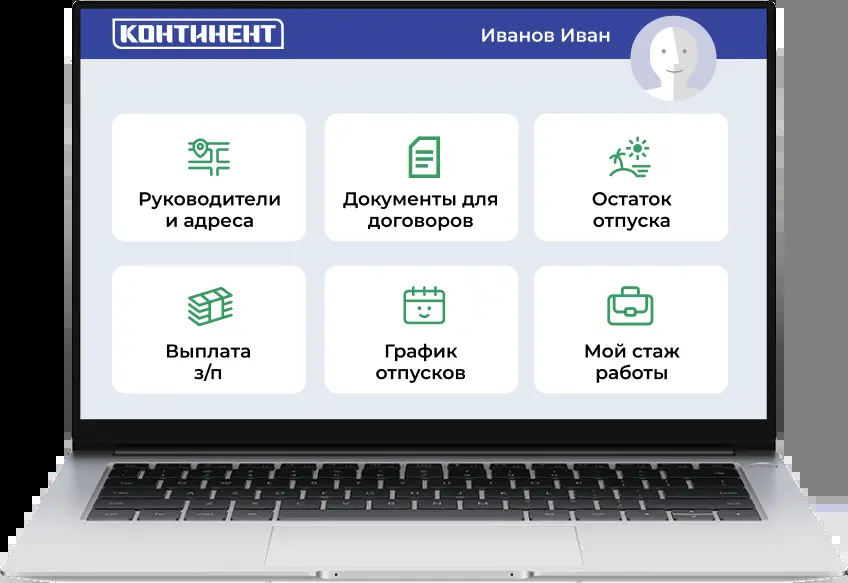 КОНТИНЕНТ
Иванов Иван
Руководители
и адреса
Документы для
договоров
Остаток
отпуска
Выплата
з/п
График
отпусков
Мой стаж
работы